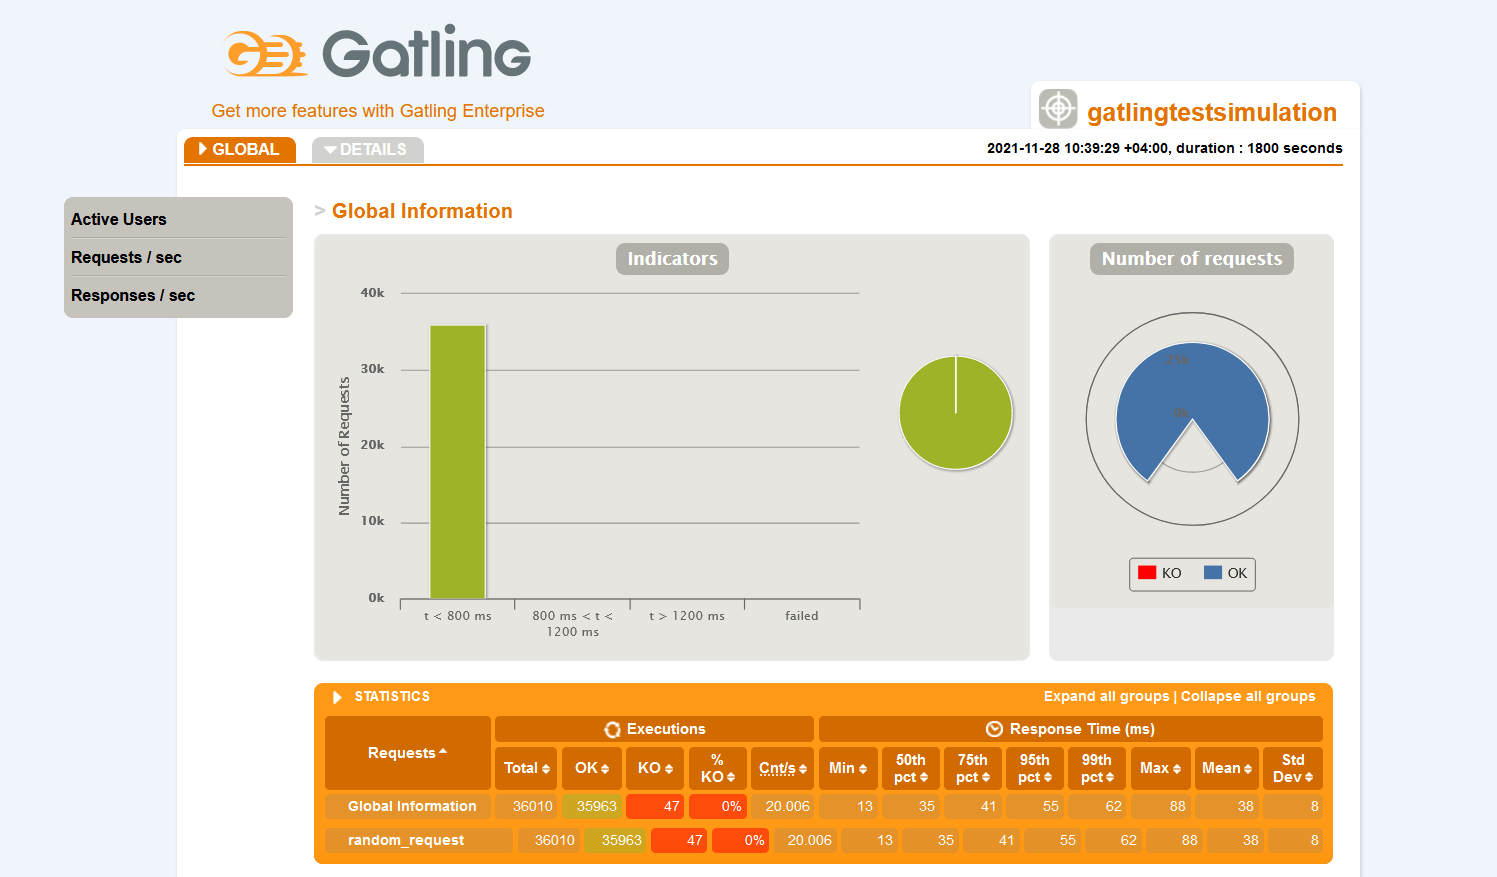 Gatling
Get more features with Gatling Enterprise
gatlingtestsimulation
GLOBAL
DETAILS
2021-11-28 10:39:29 +04:00, duration : 1800 seconds
Active Users
Requests / sec
Responses / sec
> Global Information
Indicators
Number of Requests
40k
30k
20k
10k
0k
t < 800 ms
800 ms < t <
1200 ms
t > 1200 ms
failed
Number of requests
0k
KO OK
STATISTICS
Expand all groups | Collapse all groups
Requests
Executions
Response Time (ms)
Total OK KO % KO Cnt/s Min 50th pct 75th pct 95th pct 99th pct Max Mean Std Dev
Global Information 36010 35963 47 0% 20.006 13 35 41 55 62 88 38 8
random_request 36010 35963 47 0% 20.006 13 35 41 55 62 88 38 8